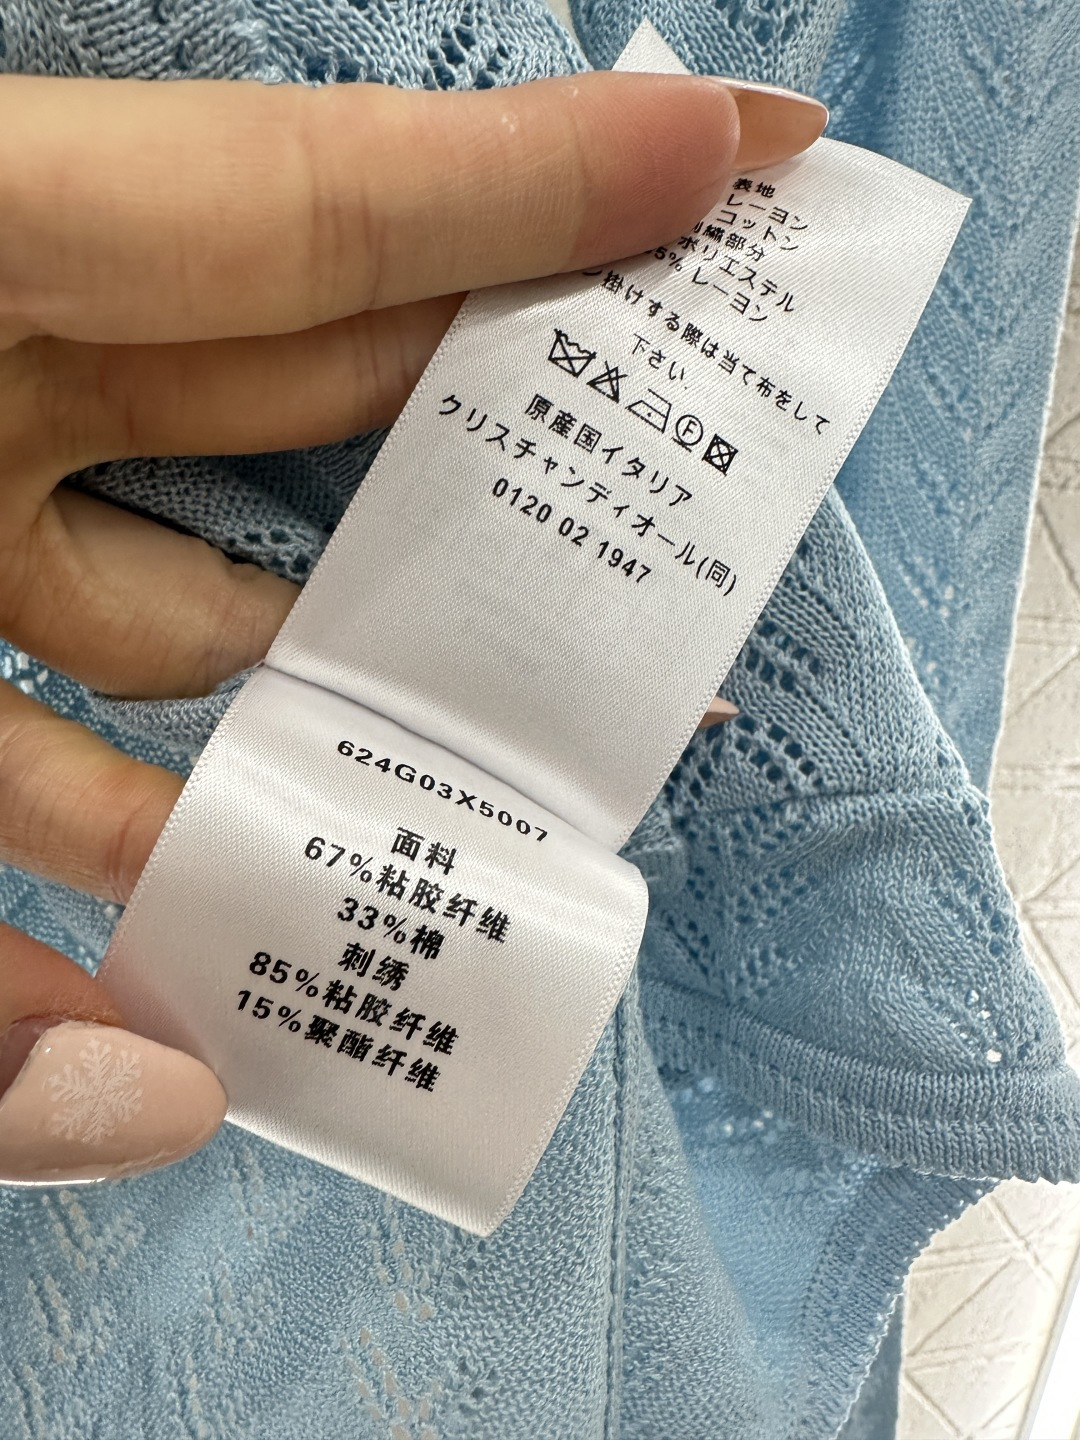 表地
レーヨン
コットン
刺繍部分
ポリエステル
5% レーヨン
掛けする際は当て布をして
下さい.
F
原産国イタリア
クリスチャンディオール(同)
0120 02 1947
624G03X5007
面料
67%粘胶纤维
33%棉
刺绣
85%粘胶纤维
15%聚酯纤维